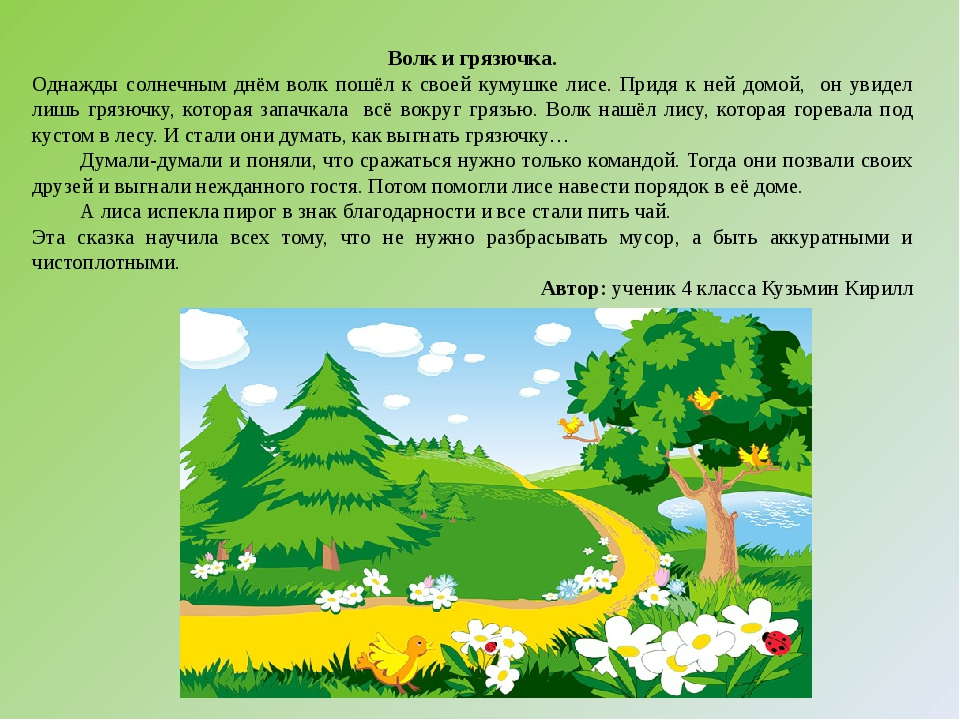 Волк и грязючка.
Однажды солнечным днём волк пошёл к своей кумушке лисе. Придя к ней домой, он увидел
лишь грязючку, которая запачкала всё вокруг грязью. Волк нашёл лису, которая горевала под
кустом в лесу. И стали они думать, как выгнать грязючку…
Думали-думали и поняли, что сражаться нужно только командой. Тогда они позвали своих
друзей и выгнали нежданного гостя. Потом помогли лисе навести порядок в её доме.
А лиса испекла пирог в знак благодарности и все стали пить чай.
Эта сказка научила всех тому, что не нужно разбрасывать мусор, а быть аккуратными и
чистоплотными.
Автор: ученик 4 класса Кузьмин Кирилл